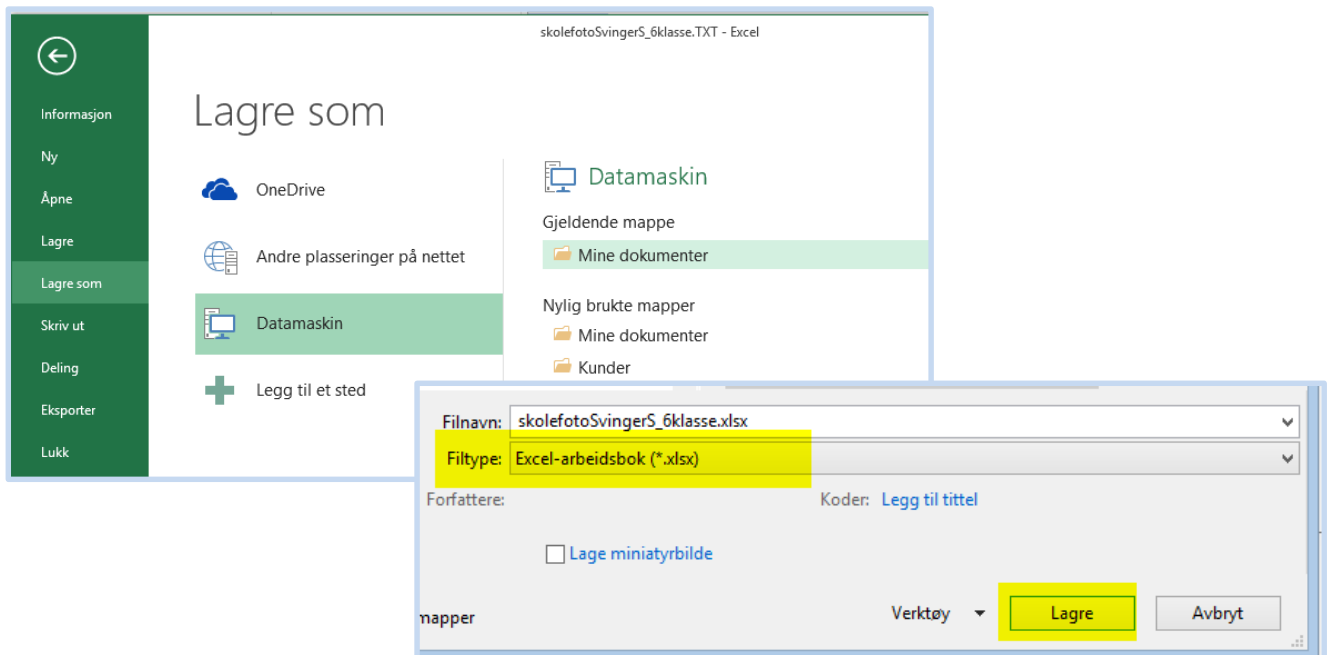 skolefotoSvingerS_6klasse.TXT - Excel
Informasjon
Ny
Åpne
Lagre
Lagre som
Skriv ut
Deling
Eksporter
Lukk
Lagre som
OneDrive
Andre plasseringer på nettet
Datamaskin
Legg til et sted
Datamaskin
Gjeldende mappe
Mine dokumenter
Nylig brukte mapper
Mine dokumenter
Kunder
Filnavn: skolefotoSvingerS_6klasse.xlsx
Filtype: Excel-arbeidsbok (*.xlsx)
Forfattere: Koder: Legg til tittel
Lage miniatyrbilde
mapper Verktøy Lagre Avbryt